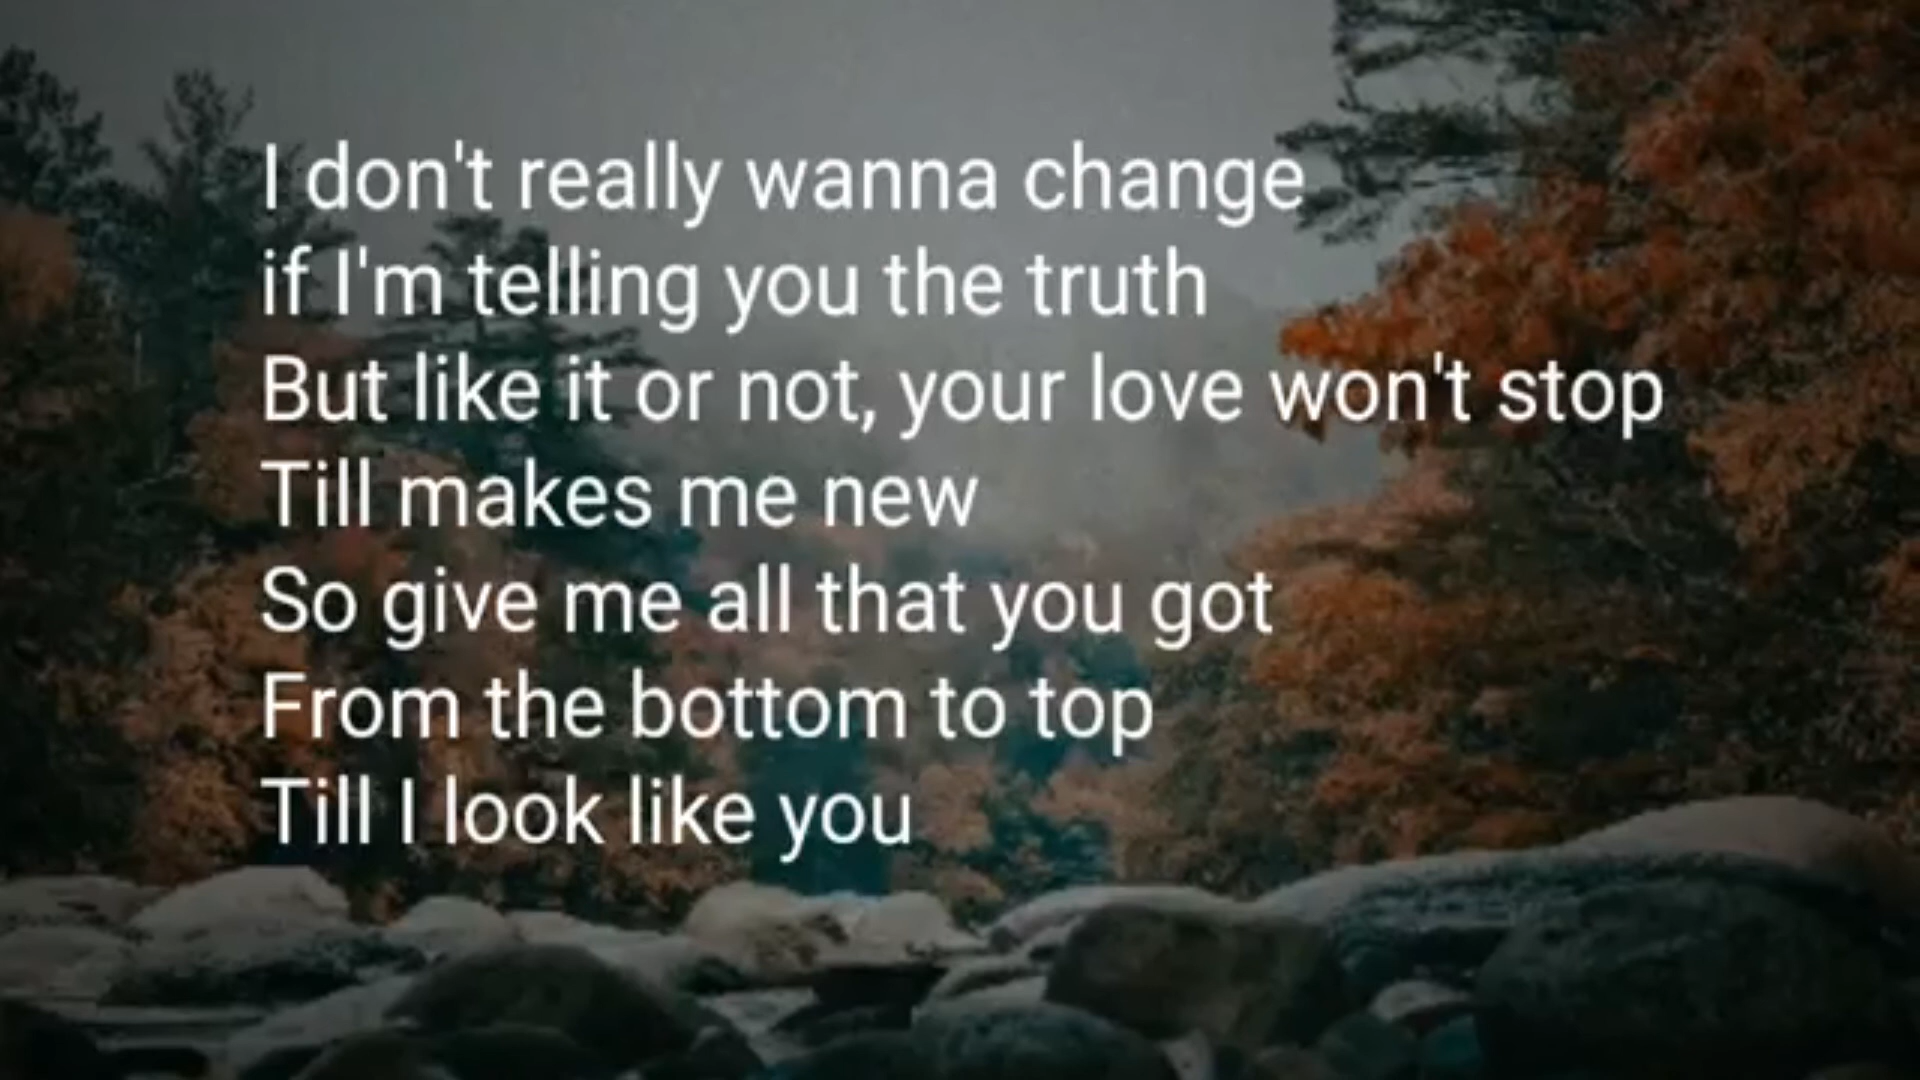 I don't really wanna change
if I'm telling you the truth
But like it or not, your love won't stop
Till makes me new
So give me all that you got
From the bottom to top
Till I look like you